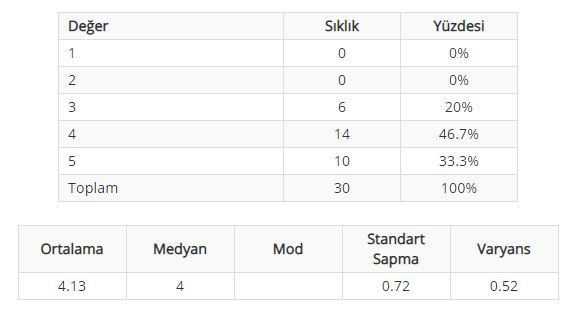 Değer Sıklık Yüzdesi
1 0 0%
2 0 0%
3 6 20%
4 14 46.7%
5 10 33.3%
Toplam 30 100%
Ortalama Medyan Mod Standart Sapma Varyans
4.13 4 0.72 0.52